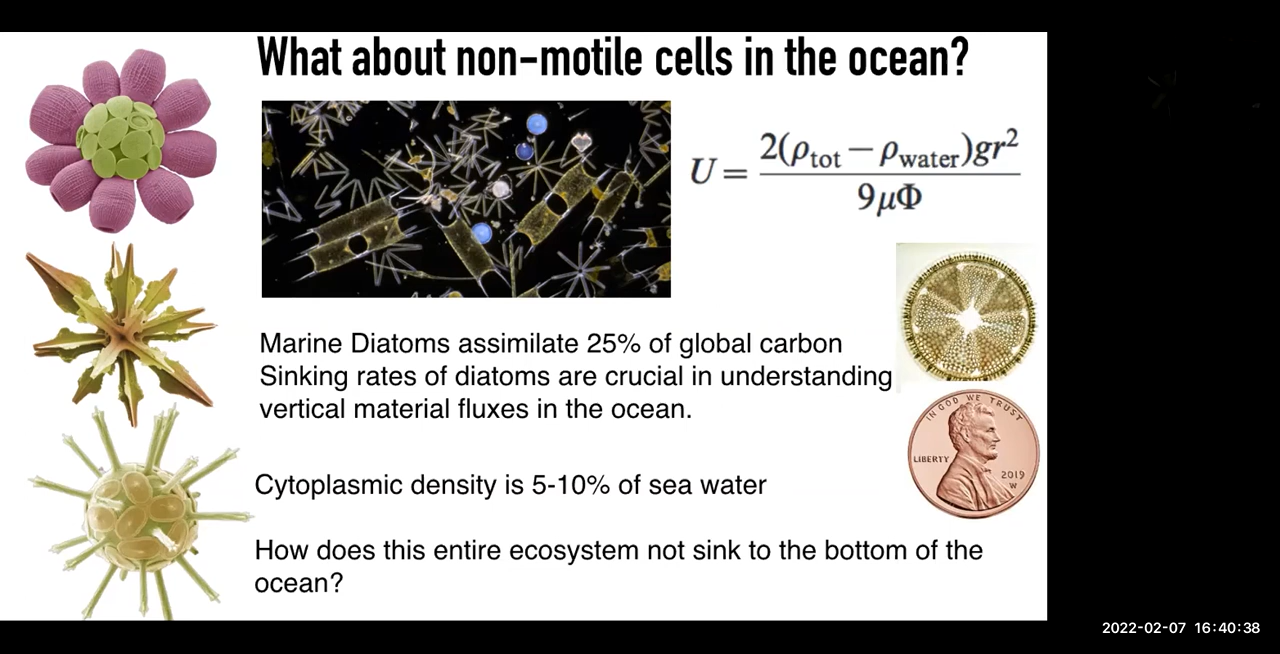 What about non-motile cells in the ocean?
U = 2(ρtot − ρwater)gr² / 9μΦ
Marine Diatoms assimilate 25% of global carbon
Sinking rates of diatoms are crucial in understanding
vertical material fluxes in the ocean.
IN GOD WE TRUST
LIBERTY
2019
W
Cytoplasmic density is 5-10% of sea water
How does this entire ecosystem not sink to the bottom of the
ocean?
2022-02-07 16:40:38